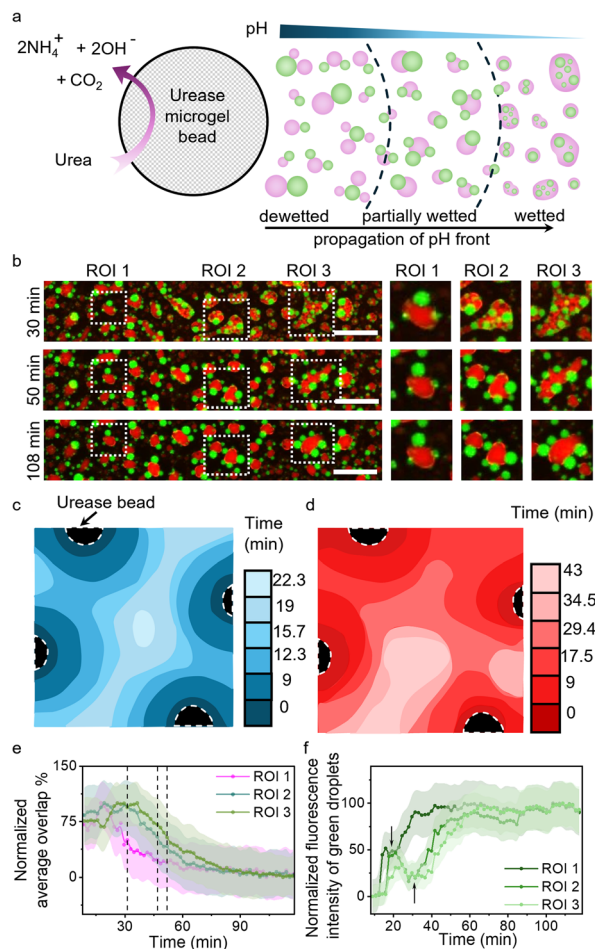 a
pH
2NH4+ + 2OH-
+ CO2
Urease
microgel
bead
Urea
dewetted
partially wetted
wetted
propagation of pH front
b
ROI 1
ROI 2
ROI 3
ROI 1
ROI 2
ROI 3
30 min
50 min
108 min
c
Urease bead
Time
(min)
22.3
19
15.7
12.3
9
0
d
Time (min)
43
34.5
29.4
17.5
9
0
e
Normalized
average overlap %
150
75
0
30
60
90
Time (min)
ROI 1
ROI 2
ROI 3
f
Normalized fluorescence
intensity of green droplets
150
100
50
0
20
40
60
80
100
Time (min)
ROI 1
ROI 2
ROI 3